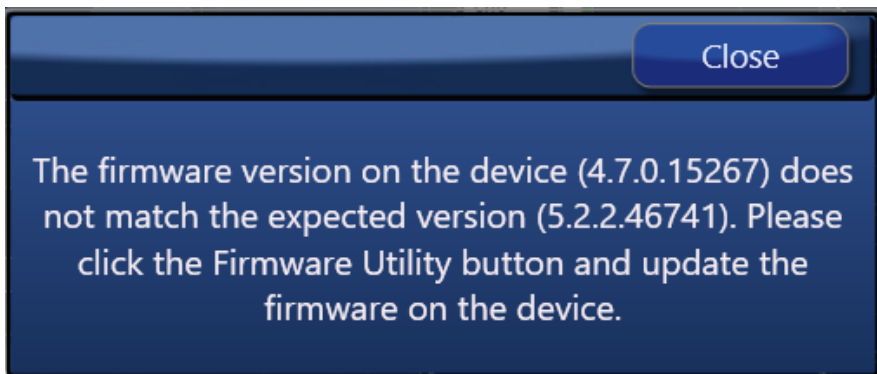 Close
The firmware version on the device (4.7.0.15267) does
not match the expected version (5.2.2.46741). Please
click the Firmware Utility button and update the
firmware on the device.